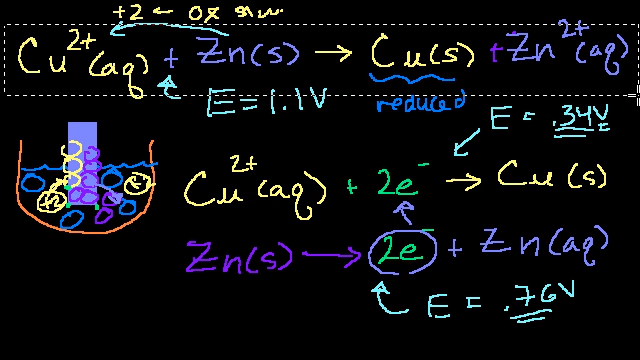 +2 ← ox
Cu²⁺(aq) + Zn(s) → Cu(s) + Zn²⁺(aq)
E = 1.1V
reduced
E = .34V
Cu²⁺(aq) + 2e⁻ → Cu(s)
+2
Zn(s) → 2e⁻ + Zn(aq)
E = .76V